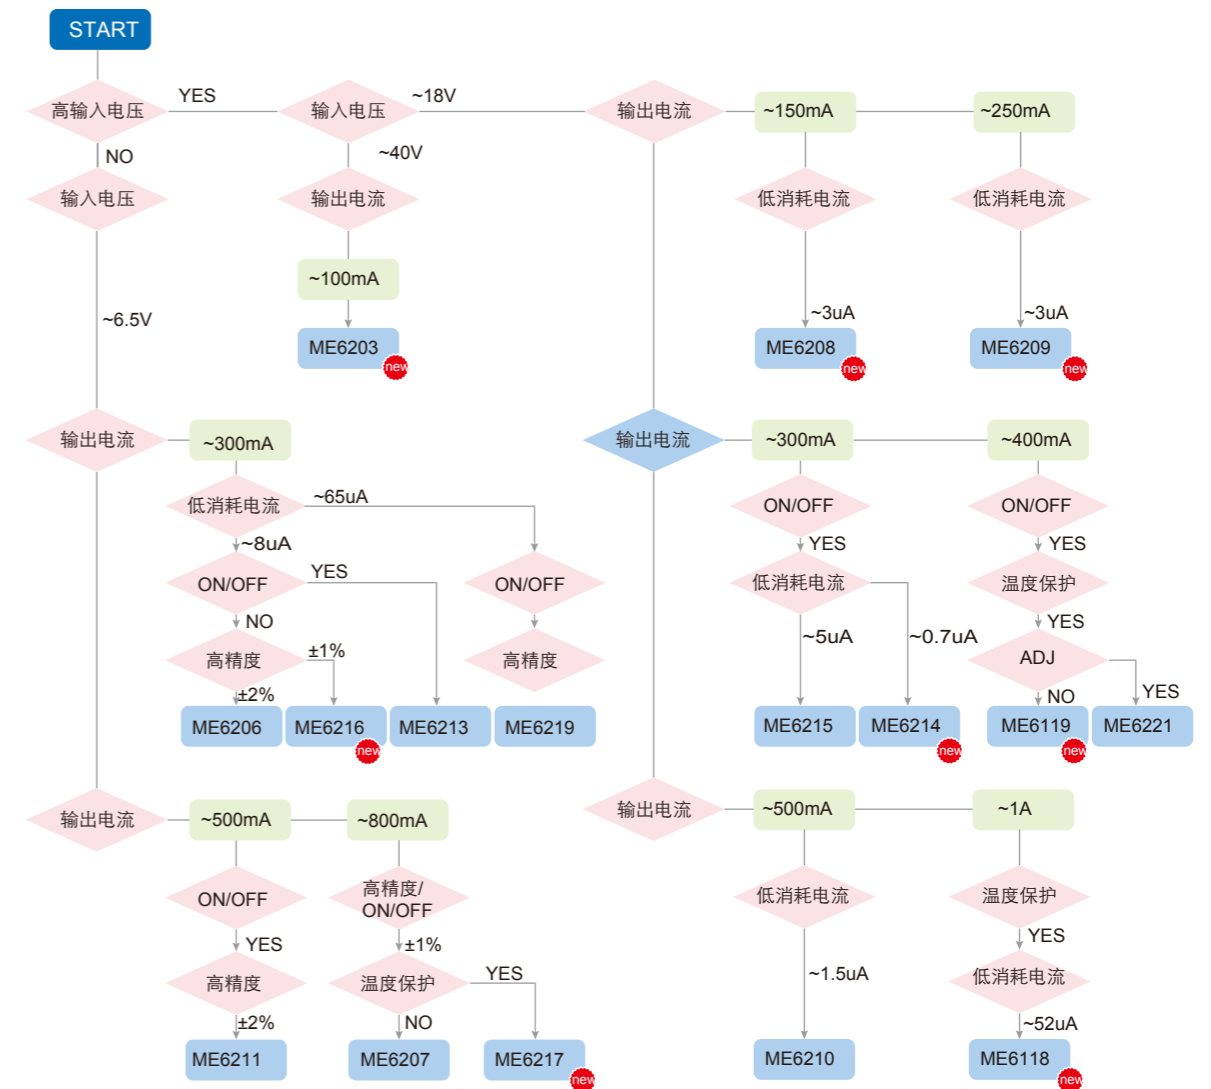 START
高输入电压
YES
输入电压
~18V
输出电流
~150mA
~250mA
NO
~40V
输入电压
输出电流
低消耗电流
低消耗电流
~100mA
~6.5V
~3uA
~3uA
ME6203
new
ME6208
new
ME6209
new
输出电流
~300mA
输出电流
~300mA
~400mA
低消耗电流
~65uA
ON/OFF
ON/OFF
~8uA
YES
YES
ON/OFF
YES
ON/OFF
低消耗电流
温度保护
NO
YES
~5uA
~0.7uA
高精度
±1%
高精度
ADJ
±2%
NO
YES
ME6206
ME6216
new
ME6213
ME6219
ME6215
ME6214
new
ME6119
new
ME6221
输出电流
~500mA
~800mA
输出电流
~500mA
~1A
ON/OFF
高精度/
ON/OFF
低消耗电流
温度保护
YES
±1%
YES
高精度
温度保护
YES
~1.5uA
低消耗电流
±2%
NO
~52uA
ME6211
ME6207
ME6217
new
ME6210
ME6118
new